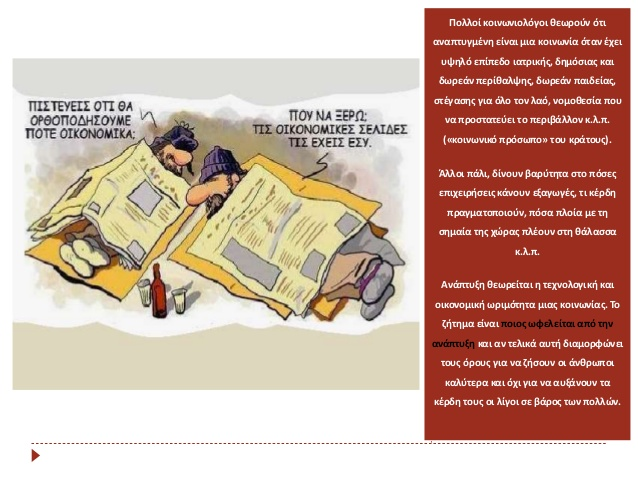 ΠΙΣΤΕΥΕΙΣ ΟΤΙ ΘΑ
ΟΡΘΟΠΟΔΗΣΟΥΜΕ
ΠΟΤΕ ΟΙΚΟΝΟΜΙΚΑ;
ΠΟΥ ΝΑ ΞΕΡΩ;
ΤΙΣ ΟΙΚΟΝΟΜΙΚΕΣ ΣΕΛΙΔΕΣ
ΤΙΣ ΕΧΕΙΣ ΕΣΥ.
Πολλοί κοινωνιολόγοι θεωρούν ότι
αναπτυγμένη είναι μια κοινωνία όταν έχει
υψηλό επίπεδο ιατρικής, δημόσιας και
δωρεάν περίθαλψης, δωρεάν παιδείας,
στέγασης για όλο τον λαό, νομοθεσία που
να προστατεύει το περιβάλλον κ.λ.π.
(«κοινωνικό πρόσωπο» του κράτους).
Άλλοι πάλι, δίνουν βαρύτητα στο πόσες
επιχειρήσεις κάνουν εξαγωγές, τι κέρδη
πραγματοποιούν, πόσα πλοία με τη
σημαία της χώρας πλέουν στη θάλασσα
κ.λ.π.
Ανάπτυξη θεωρείται η τεχνολογική και
οικονομική ωριμότητα μιας κοινωνίας. Το
ζήτημα είναι ποιος ωφελείται από την
ανάπτυξη και αν τελικά αυτή διαμορφώνει
τους όρους για να ζήσουν οι άνθρωποι
καλύτερα και όχι για να αυξάνουν τα
κέρδη τους οι λίγοι σε βάρος των πολλών.